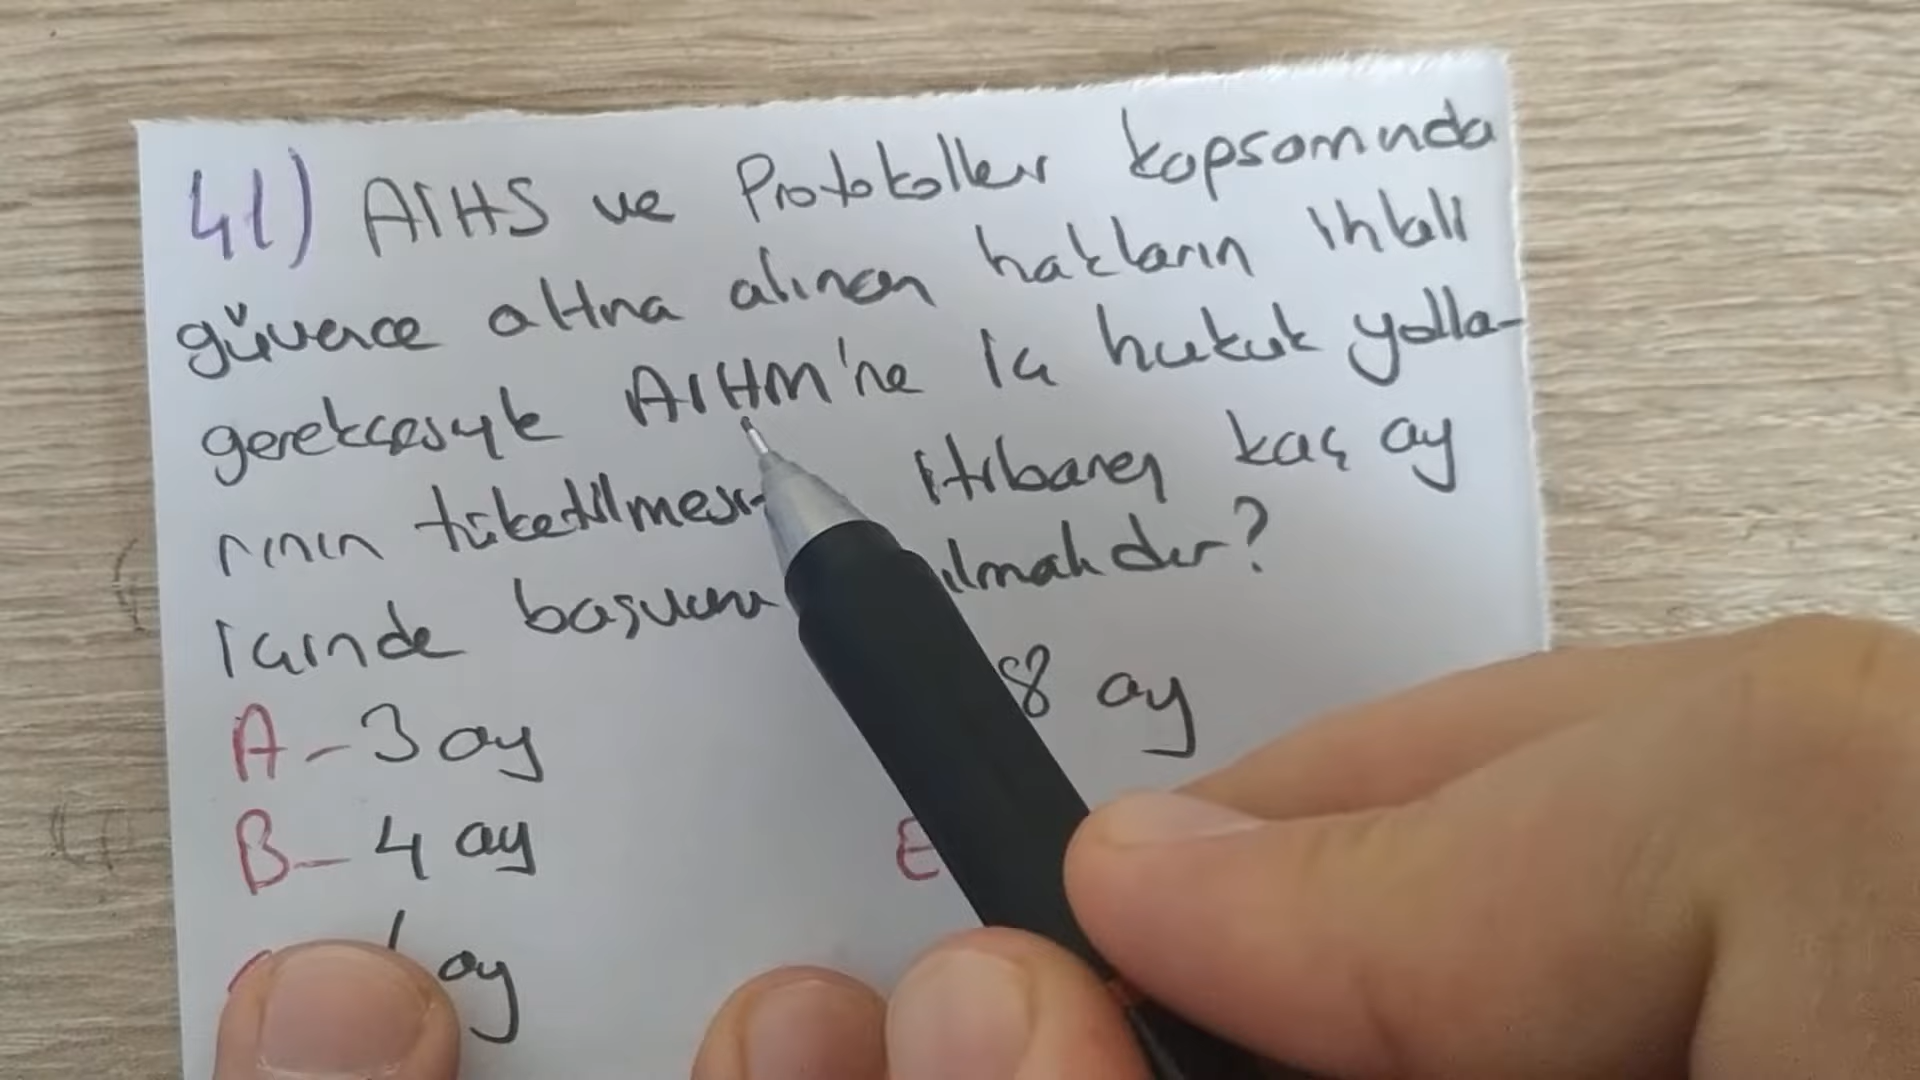 41) AİHS ve Protokoller kapsamında
güvence altına alınan hakların ihlali
gerekçesiyle AİHM'ne iç hukuk yolla-
rının tüketilmesi itibaren kaç ay
içinde başvuru ılmalıdır?
A- 3 ay
8 ay
B- 4 ay
E
ay